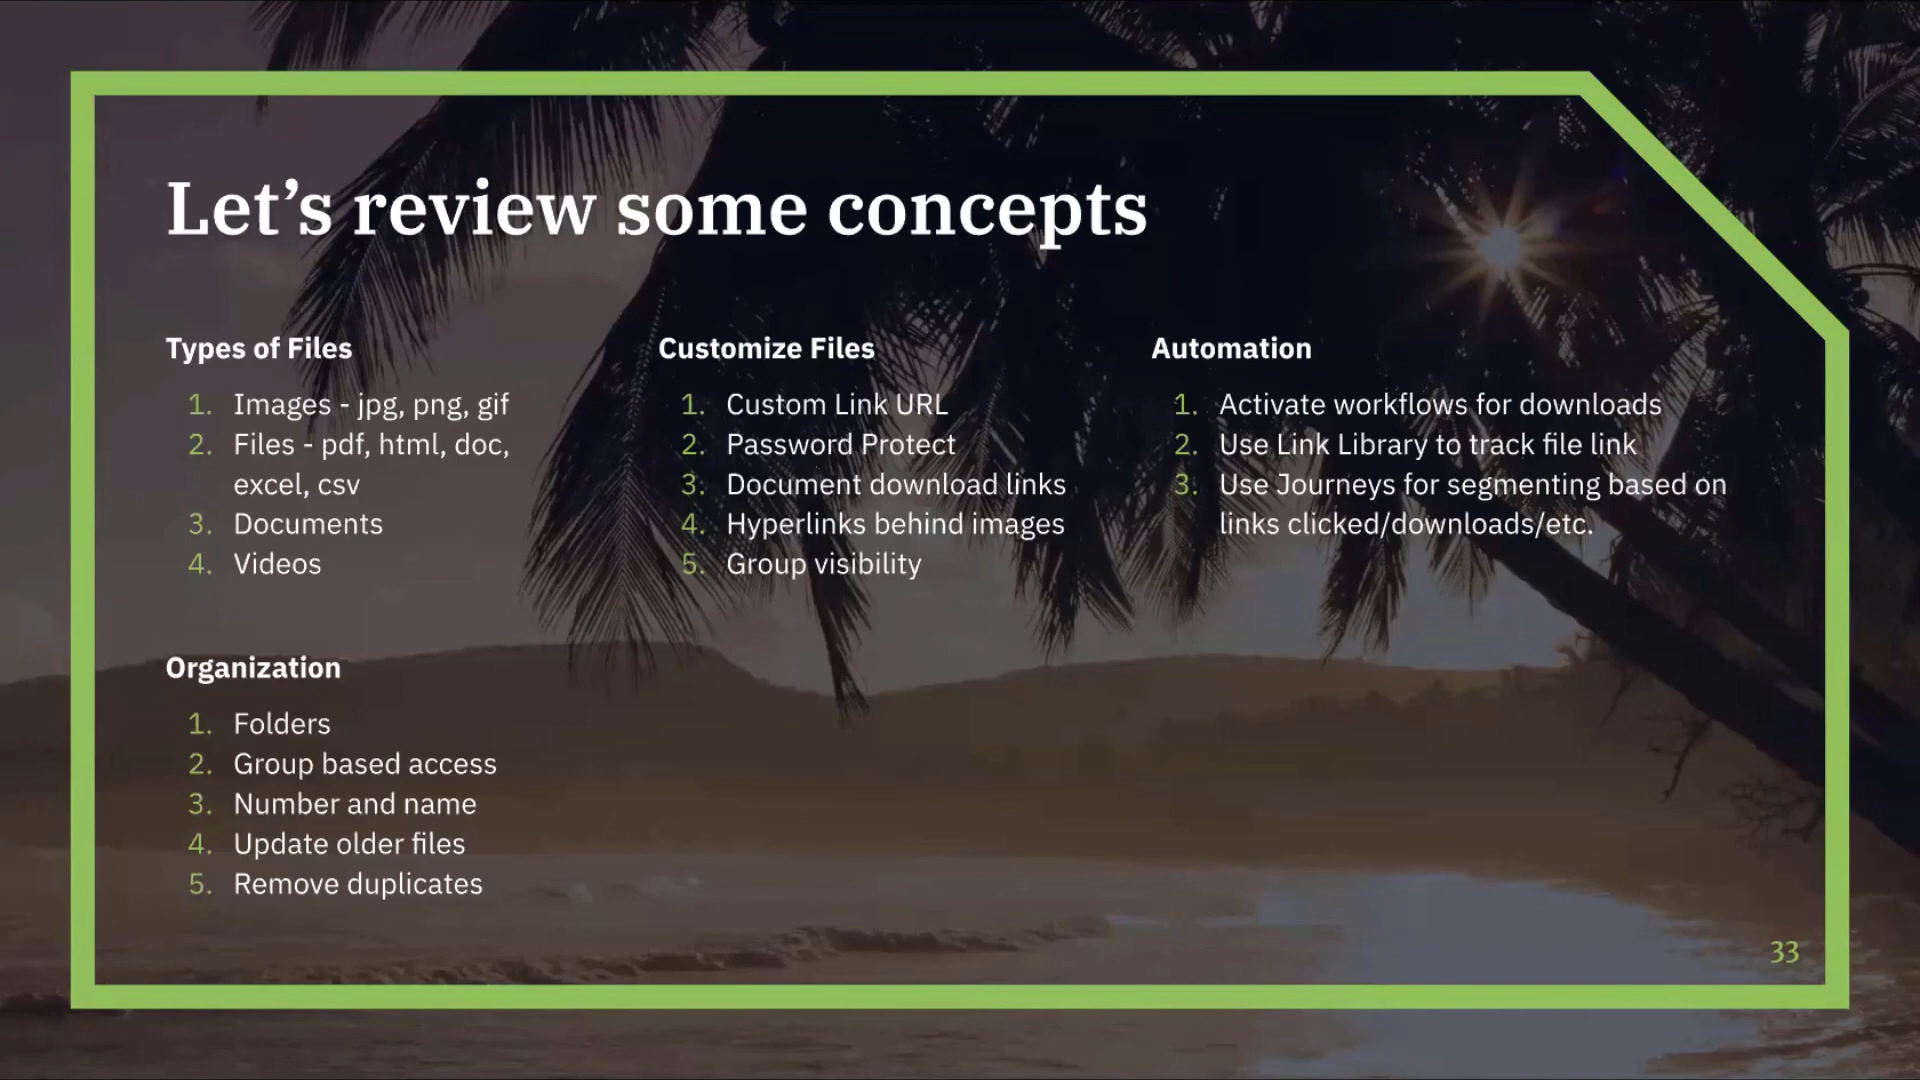 Let's review some concepts
Types of Files
1. Images - jpg, png, gif
2. Files - pdf, html, doc,
excel, csv
3. Documents
4. Videos
Customize Files
1. Custom Link URL
2. Password Protect
3. Document download links
4. Hyperlinks behind images
5. Group visibility
Automation
1. Activate workflows for downloads
2. Use Link Library to track file link
3. Use Journeys for segmenting based on
links clicked/downloads/etc.
Organization
1. Folders
2. Group based access
3. Number and name
4. Update older files
5. Remove duplicates
33